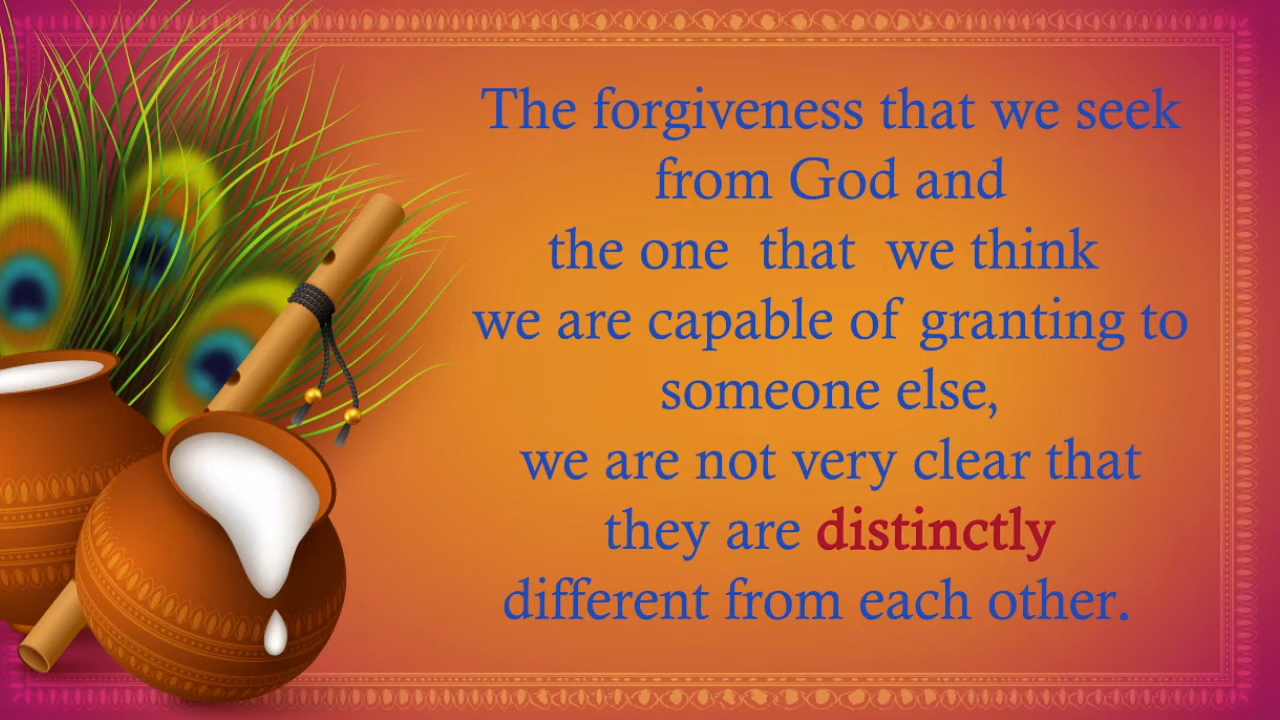 The forgiveness that we seek
from God and
the one that we think
we are capable of granting to
someone else,
we are not very clear that
they are distinctly
different from each other.